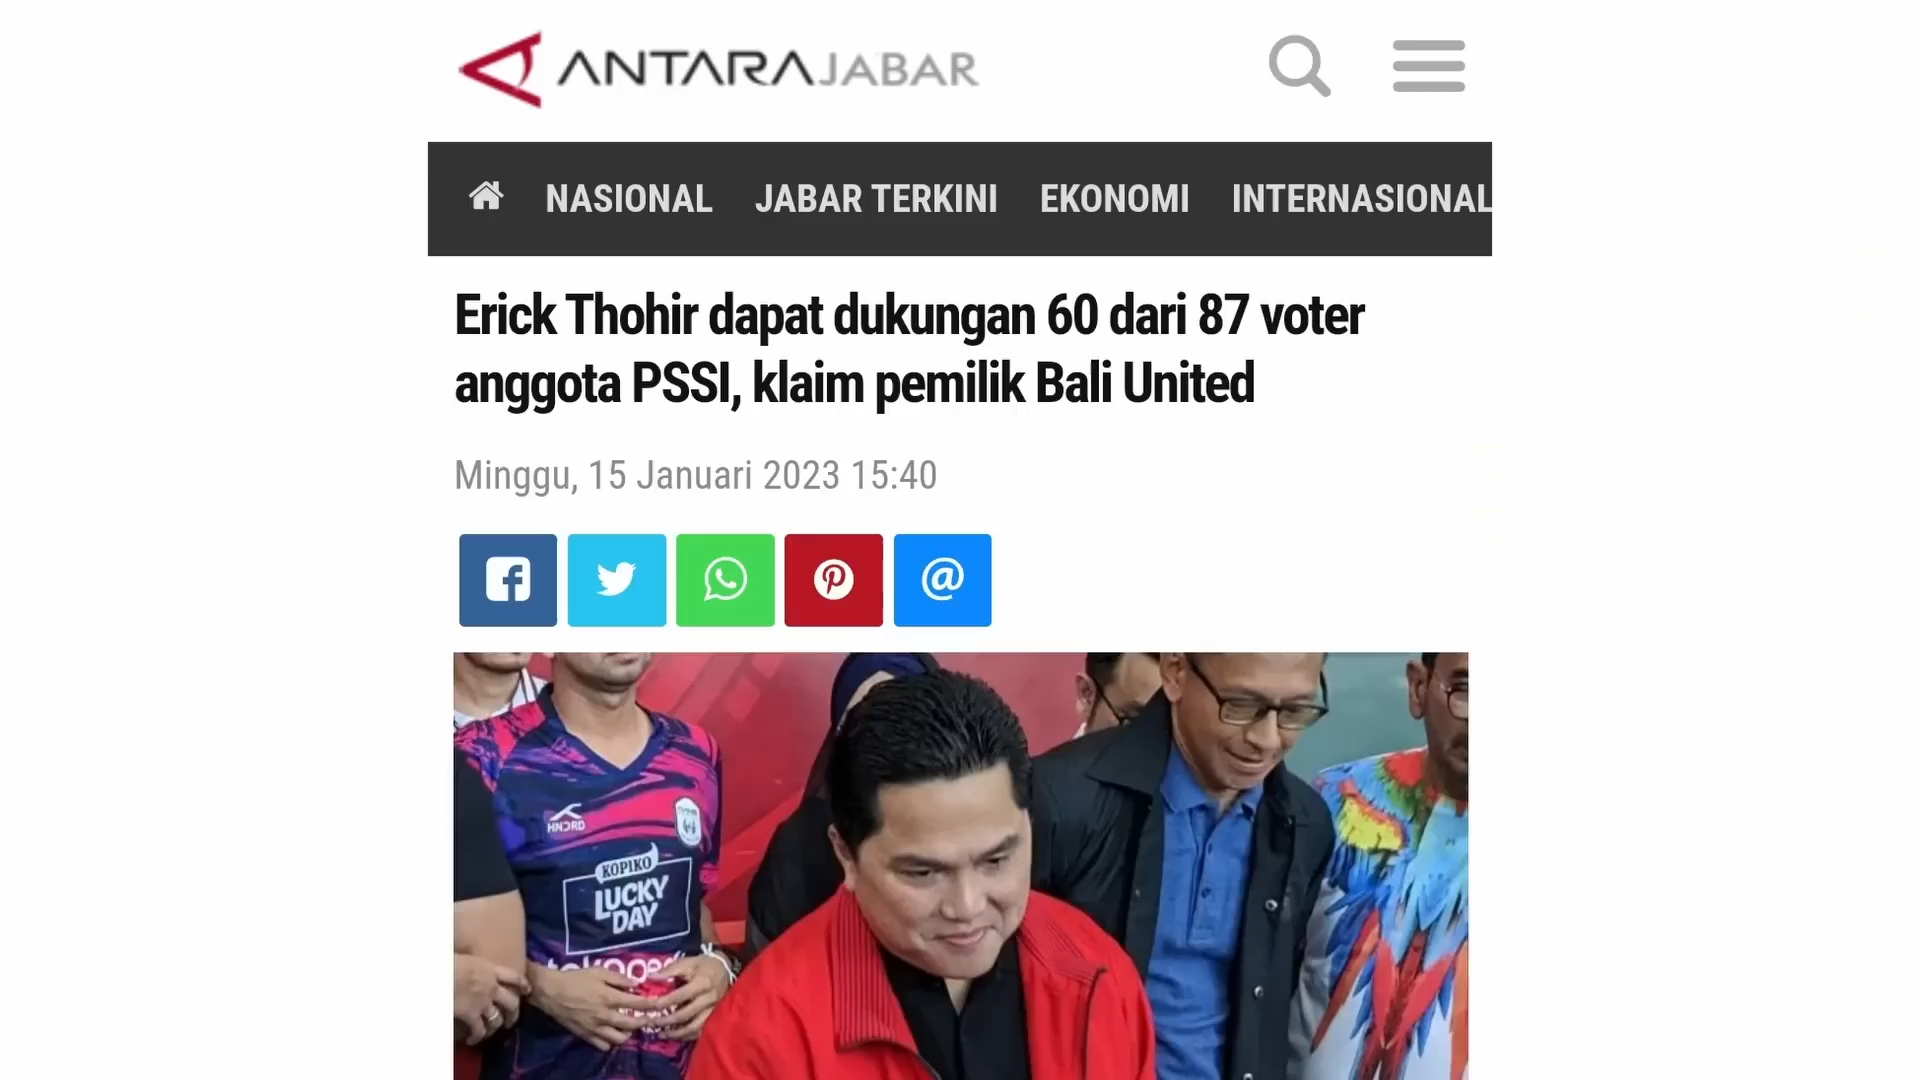 ANTARAJABAR
NASIONAL JABAR TERKINI EKONOMI INTERNASIONAL
Erick Thohir dapat dukungan 60 dari 87 voter
anggota PSSI, klaim pemilik Bali United
Minggu, 15 Januari 2023 15:40
HNDRD
KOPIKO
LUCKY
DAY